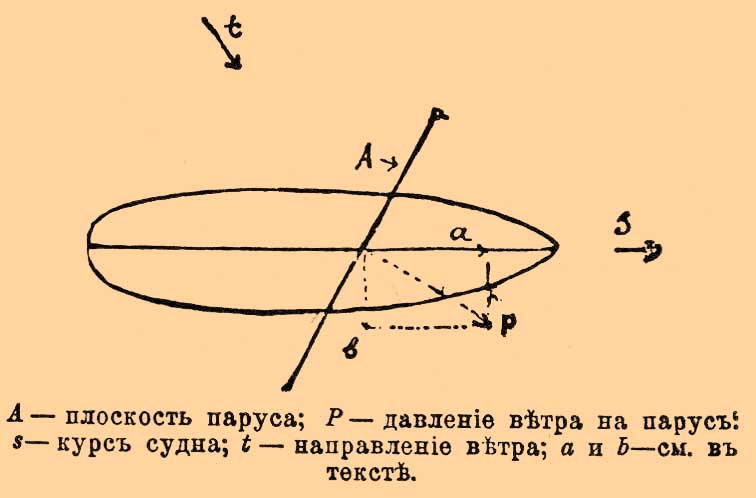 t
A
a
S
p
b
A — плоскость паруса; P — давленіе вѣтра на парусъ:
s — курсъ судна; t — направленіе вѣтра; a и b—см. въ
текстѣ.